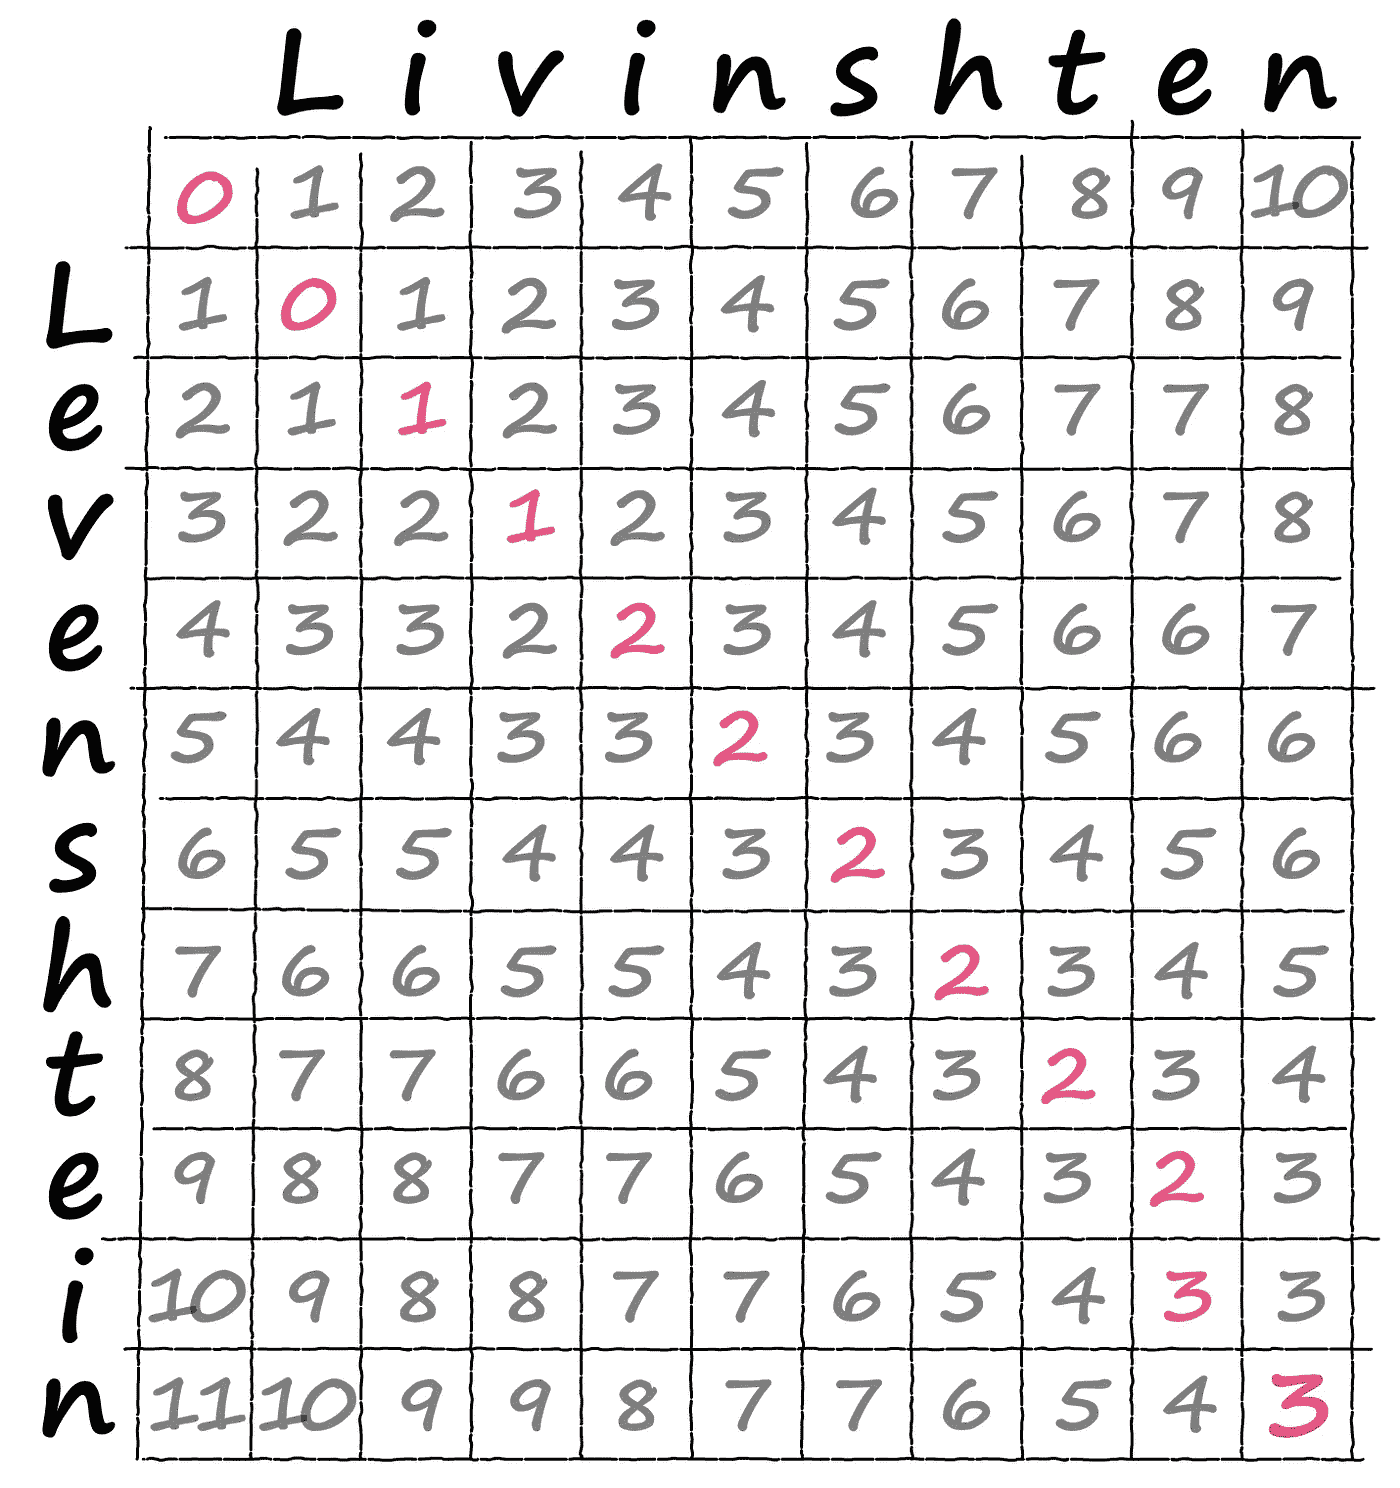 L i v i n s h t e n
0 1 2 3 4 5 6 7 8 9 10
L 1 0 1 2 3 4 5 6 7 8 9
e 2 1 1 2 3 4 5 6 7 7 8
v 3 2 2 1 2 3 4 5 6 7 8
e 4 3 3 2 2 3 4 5 6 6 7
n 5 4 4 3 3 2 3 4 5 6 6
s 6 5 5 4 4 3 2 3 4 5 6
h 7 6 6 5 5 4 3 2 3 4 5
t 8 7 7 6 6 5 4 3 2 3 4
e 9 8 8 7 7 6 5 4 3 2 3
i 10 9 8 8 7 7 6 5 4 3 3
n 11 10 9 9 8 7 7 6 5 4 3